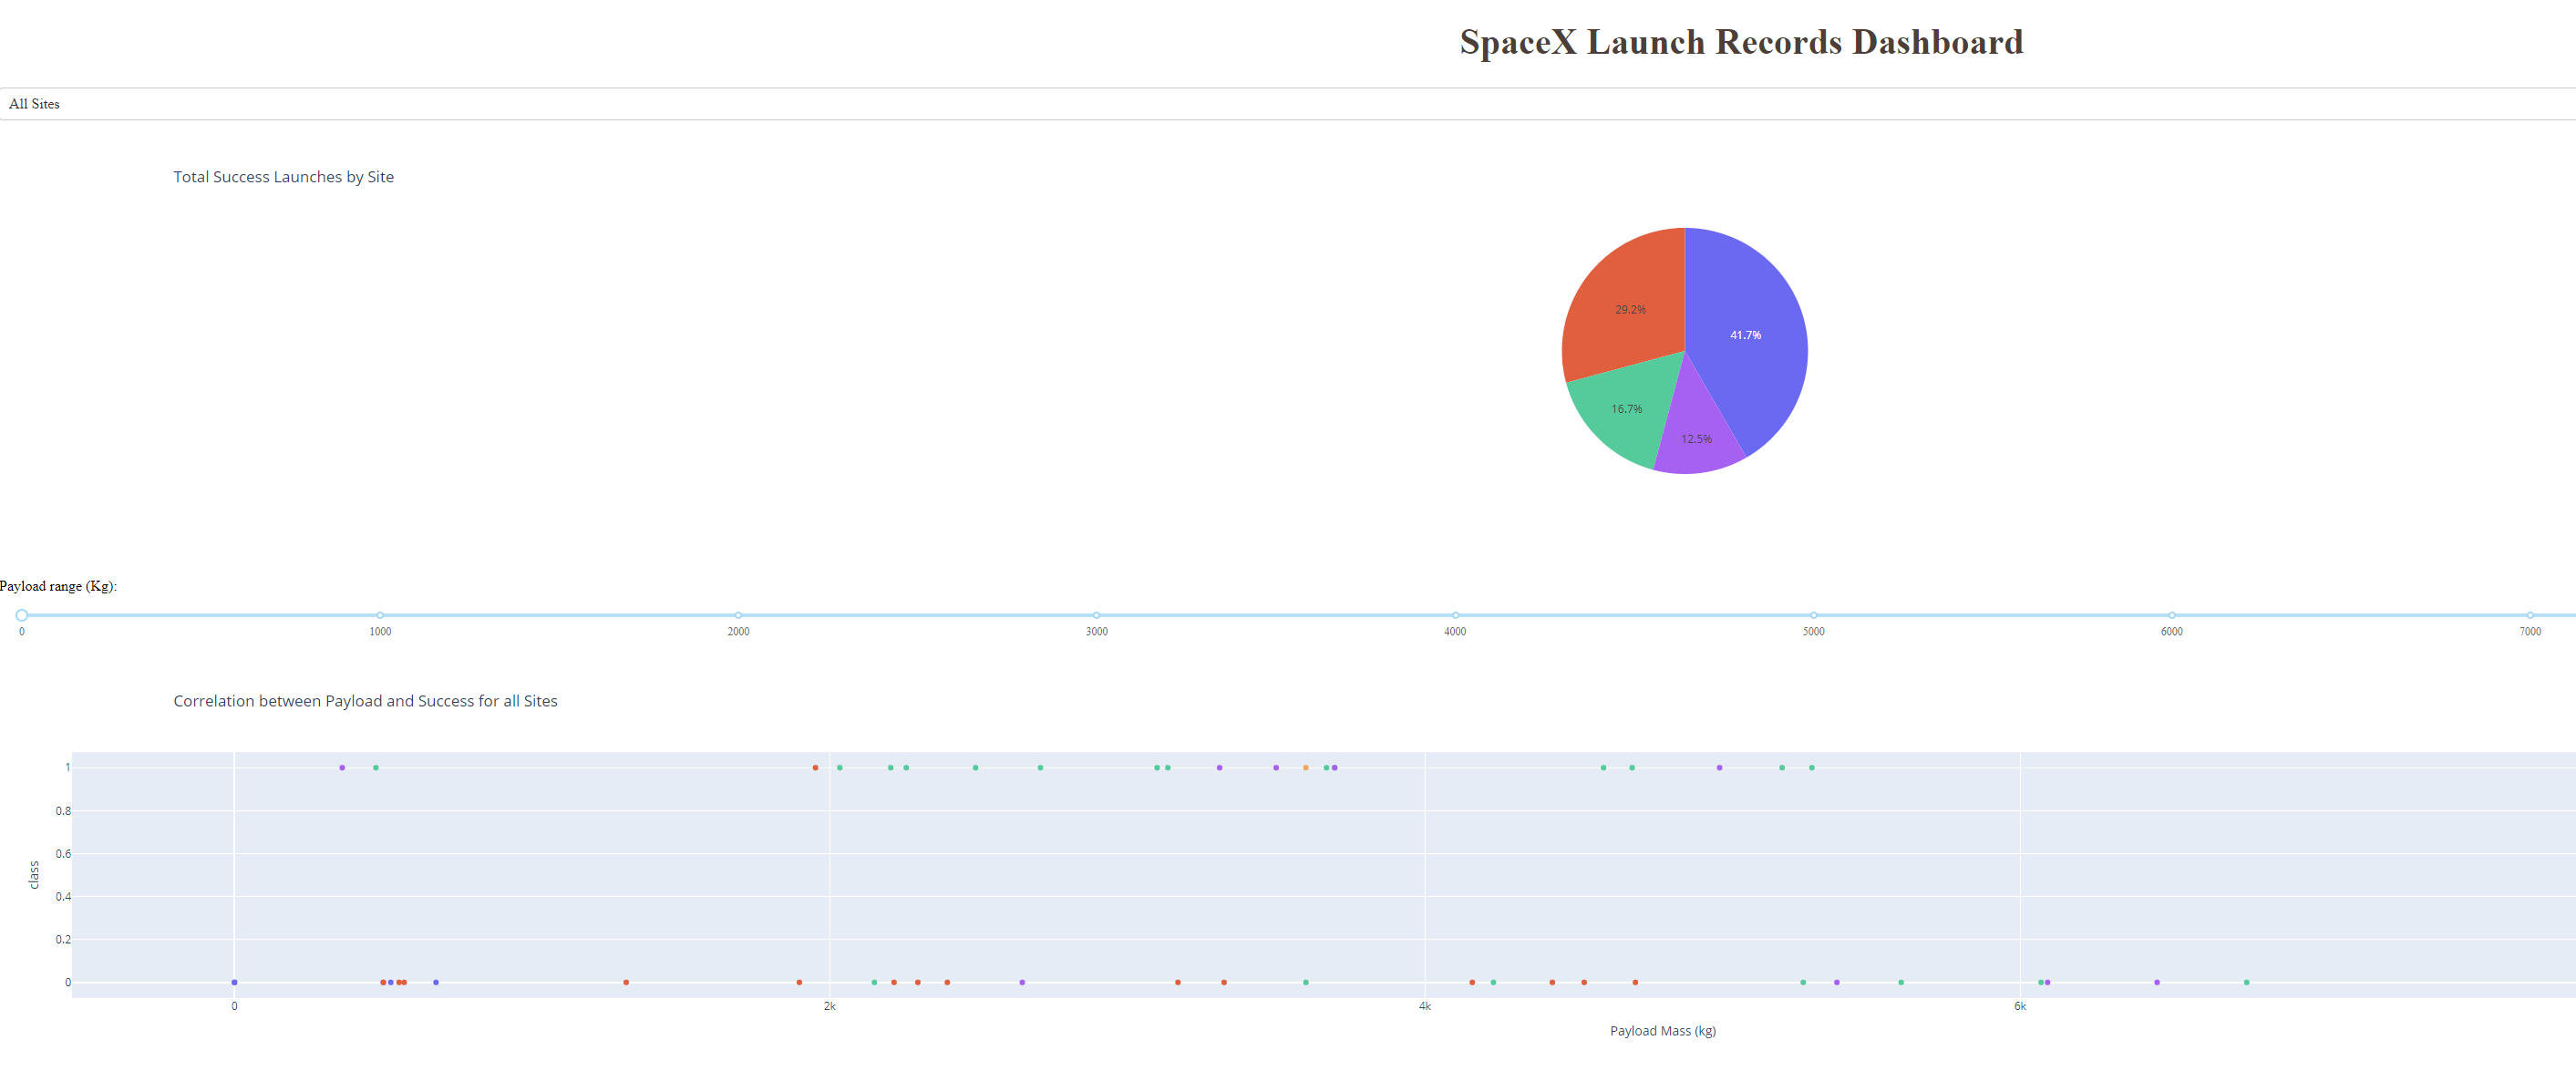 SpaceX Launch Records Dashboard
All Sites
Total Success Launches by Site
29.2%
41.7%
16.7%
12.5%
Payload range (Kg):
0 1000 2000 3000 4000 5000 6000 7000
Correlation between Payload and Success for all Sites
1
0.8
0.6
class
0.4
0.2
0
0 2k 4k 6k
Payload Mass (kg)